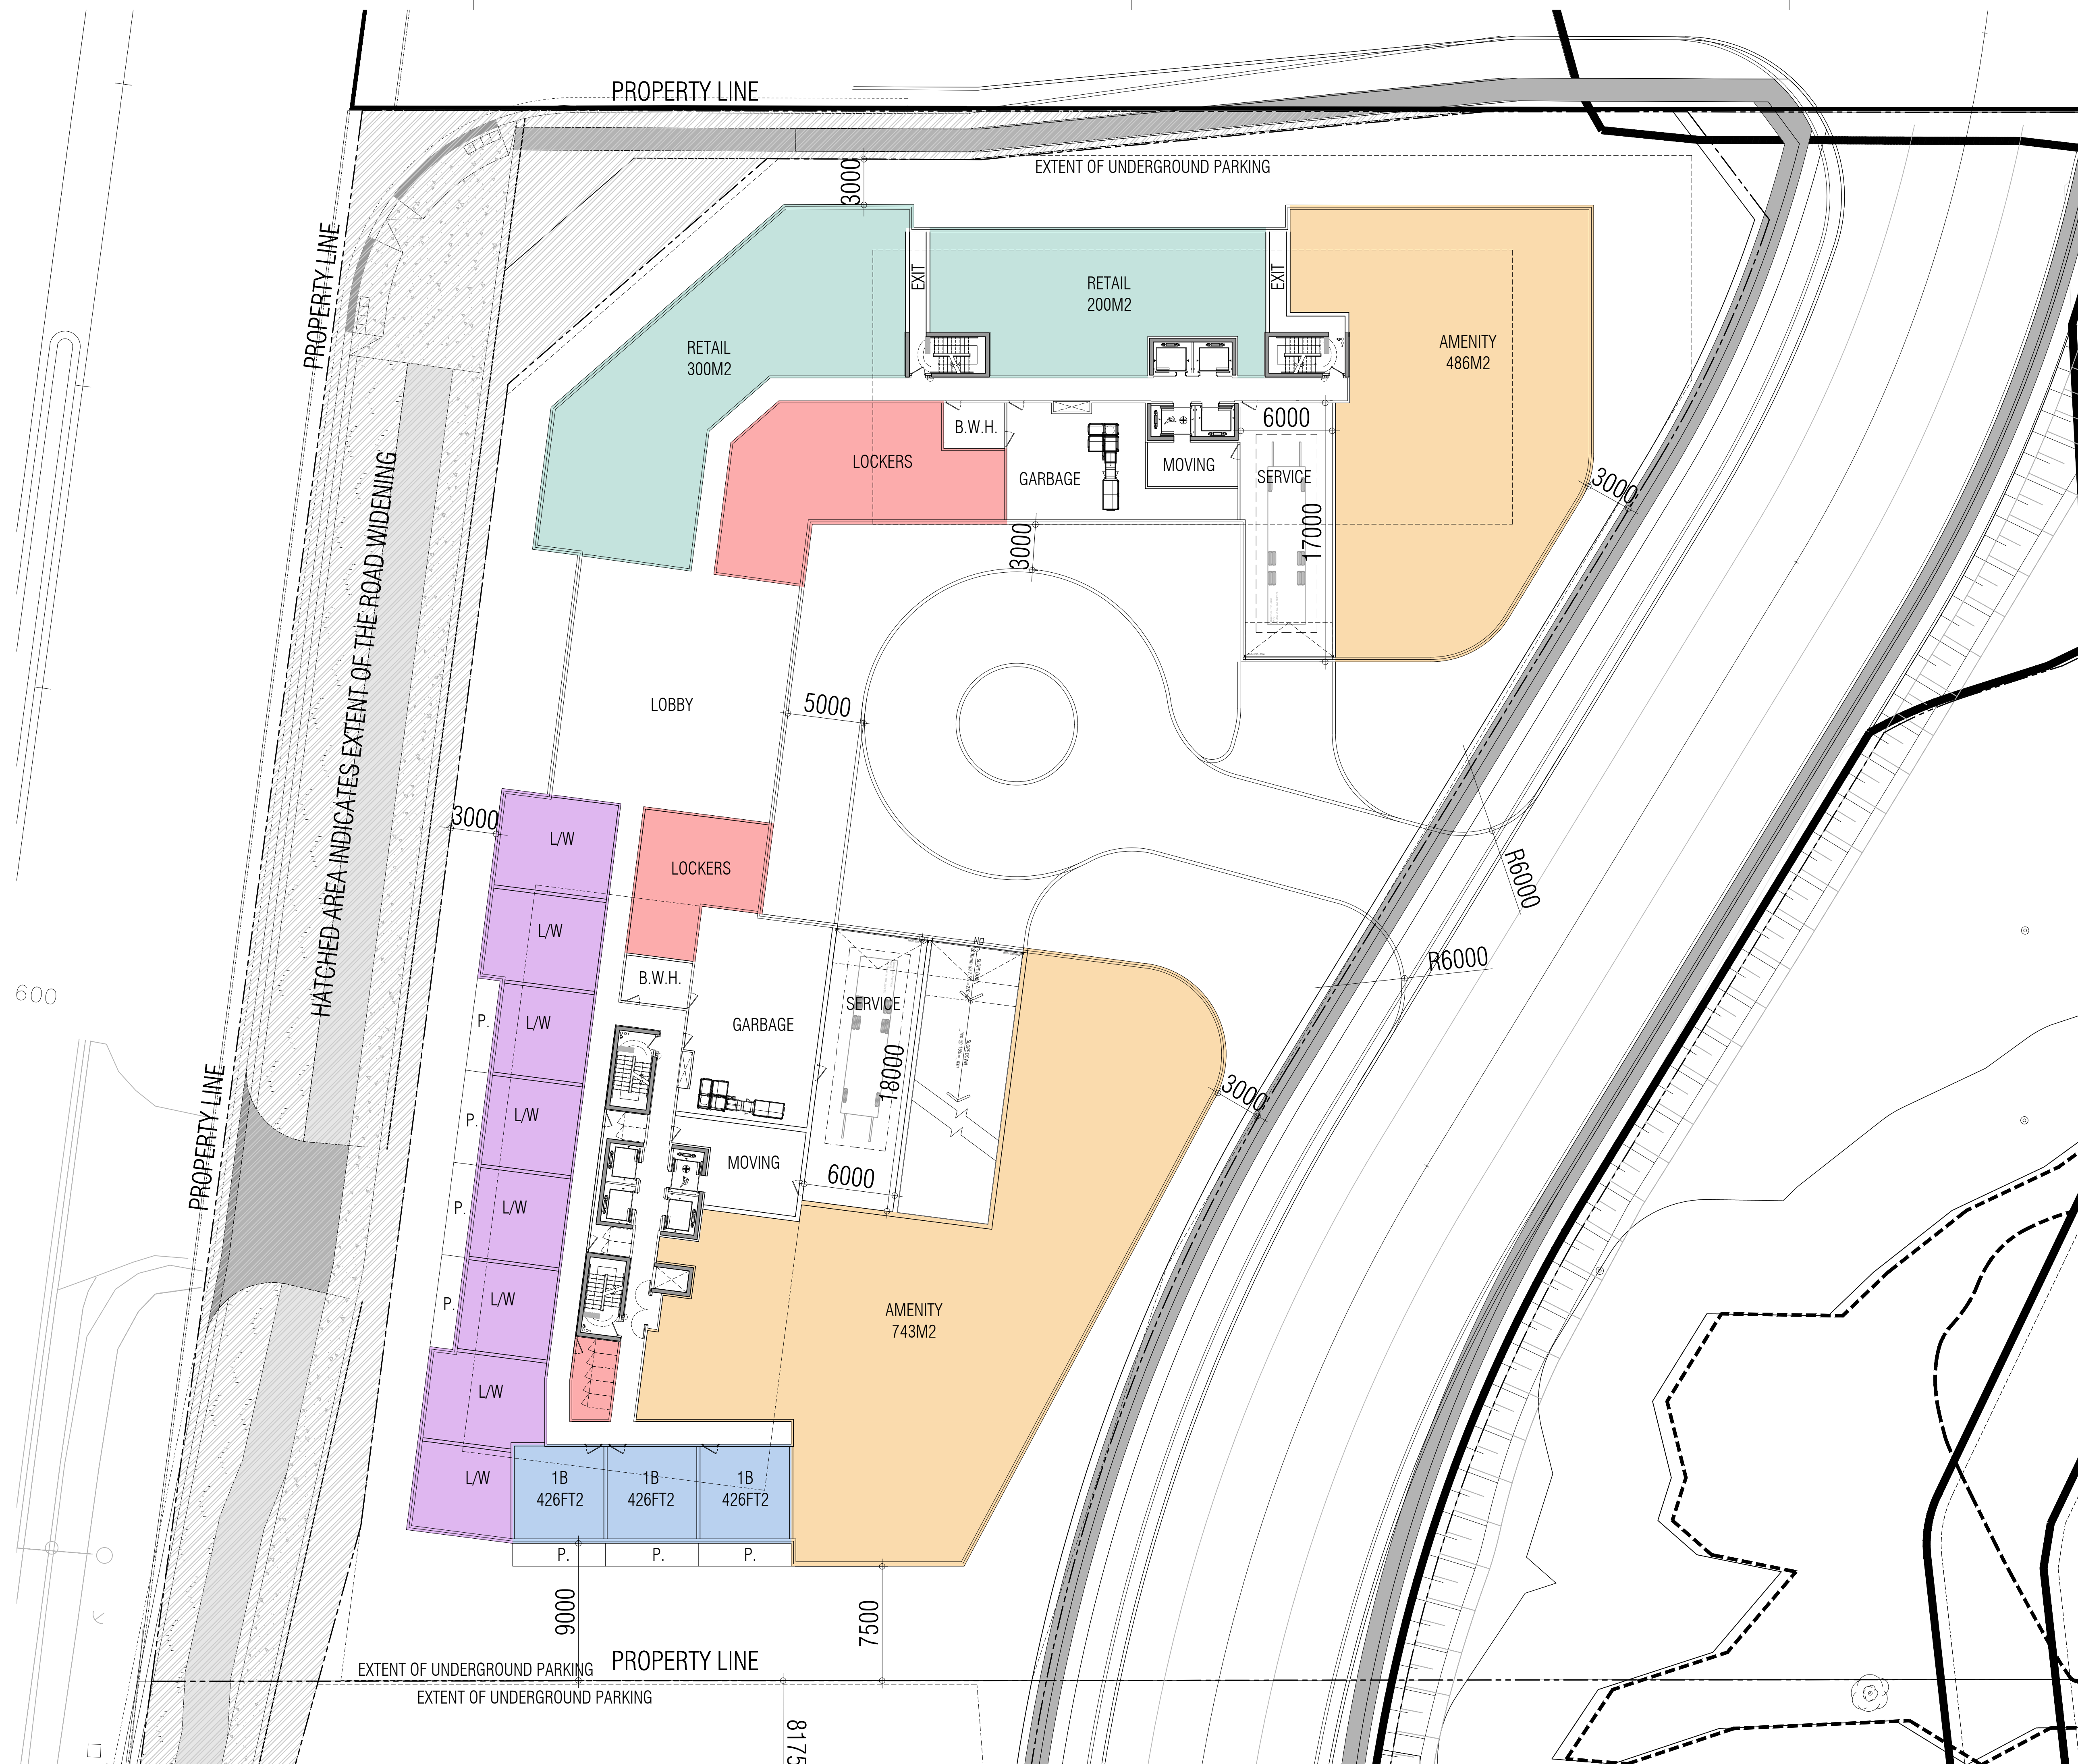 PROPERTY LINE
EXTENT OF UNDERGROUND PARKING
3000
PROPERTY LINE
EXIT
RETAIL
200M2
EXIT
RETAIL
300M2
AMENITY
486M2
B.W.H.
6000
LOCKERS
MOVING
GARBAGE
SERVICE
3000
17000
3000
HATCHED AREA INDICATES EXTENT OF THE ROAD WIDENING
LOBBY
5000
3000
L/W
LOCKERS
R6000
L/W
DN
R6000
B.W.H.
600
SERVICE
P.
L/W
GARBAGE
18000
3000
PROPERTY LINE
P.
L/W
MOVING
6000
P.
L/W
P.
L/W
AMENITY
743M2
L/W
L/W
1B
426FT2
1B
426FT2
1B
426FT2
P.
P.
P.
9000
7500
PROPERTY LINE
EXTENT OF UNDERGROUND PARKING
EXTENT OF UNDERGROUND PARKING
8175